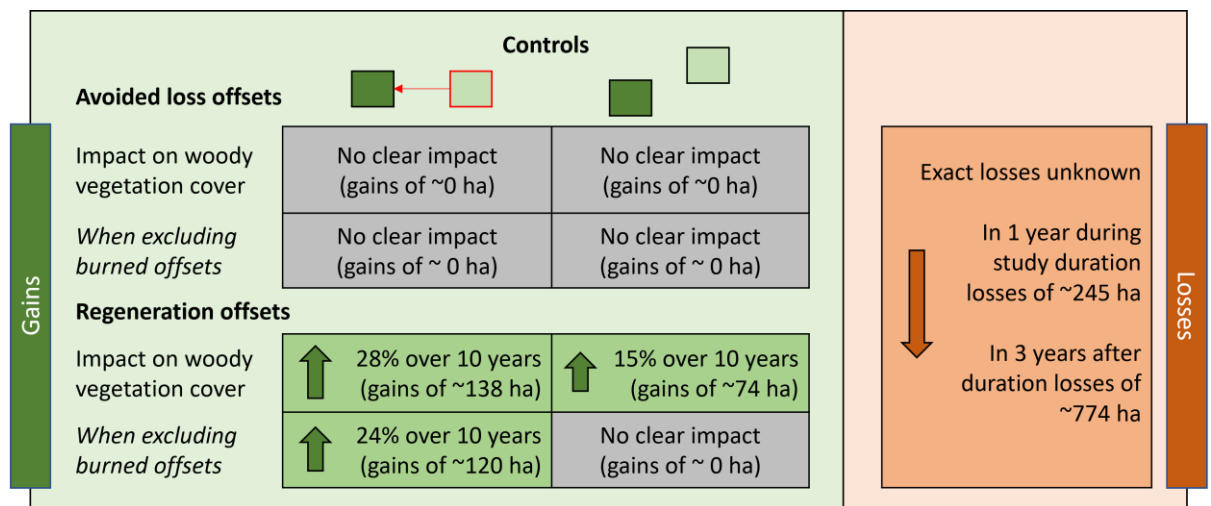 Controls
Avoided loss offsets
Impact on woody
vegetation cover
No clear impact
(gains of ~0 ha)
No clear impact
(gains of ~0 ha)
When excluding
burned offsets
No clear impact
(gains of ~ 0 ha)
No clear impact
(gains of ~ 0 ha)
Regeneration offsets
Impact on woody
vegetation cover
28% over 10 years
(gains of ~138 ha)
15% over 10 years
(gains of ~74 ha)
When excluding
burned offsets
24% over 10 years
(gains of ~120 ha)
No clear impact
(gains of ~ 0 ha)
Gains
Exact losses unknown
In 1 year during
study duration
losses of ~245 ha
In 3 years after
duration losses of
~774 ha
Losses